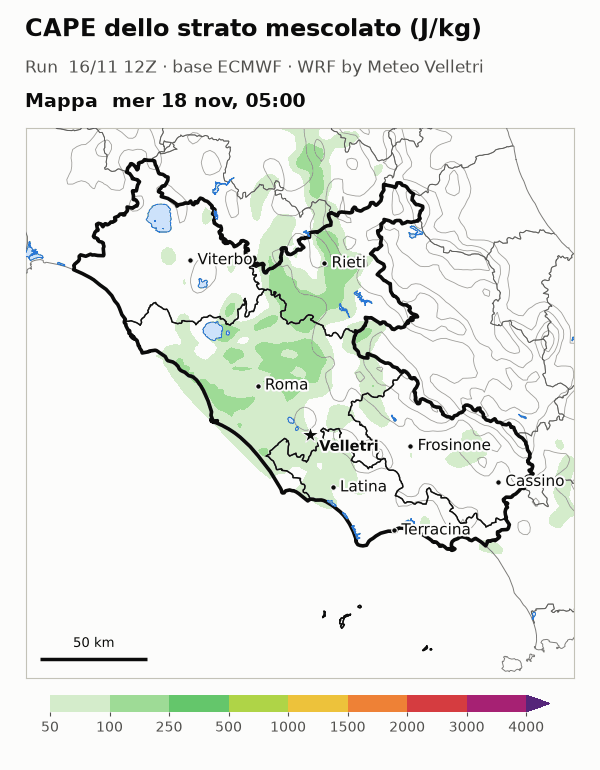 CAPE dello strato mescolato (J/kg)
Run  16/11 12Z · base ECMWF · WRF by Meteo Velletri
Mappa  mer 18 nov, 05:00
Viterbo
Rieti
Roma
Velletri
Frosinone
Latina
Cassino
Terracina
50 km
50 100 250 500 1000 1500 2000 3000 4000